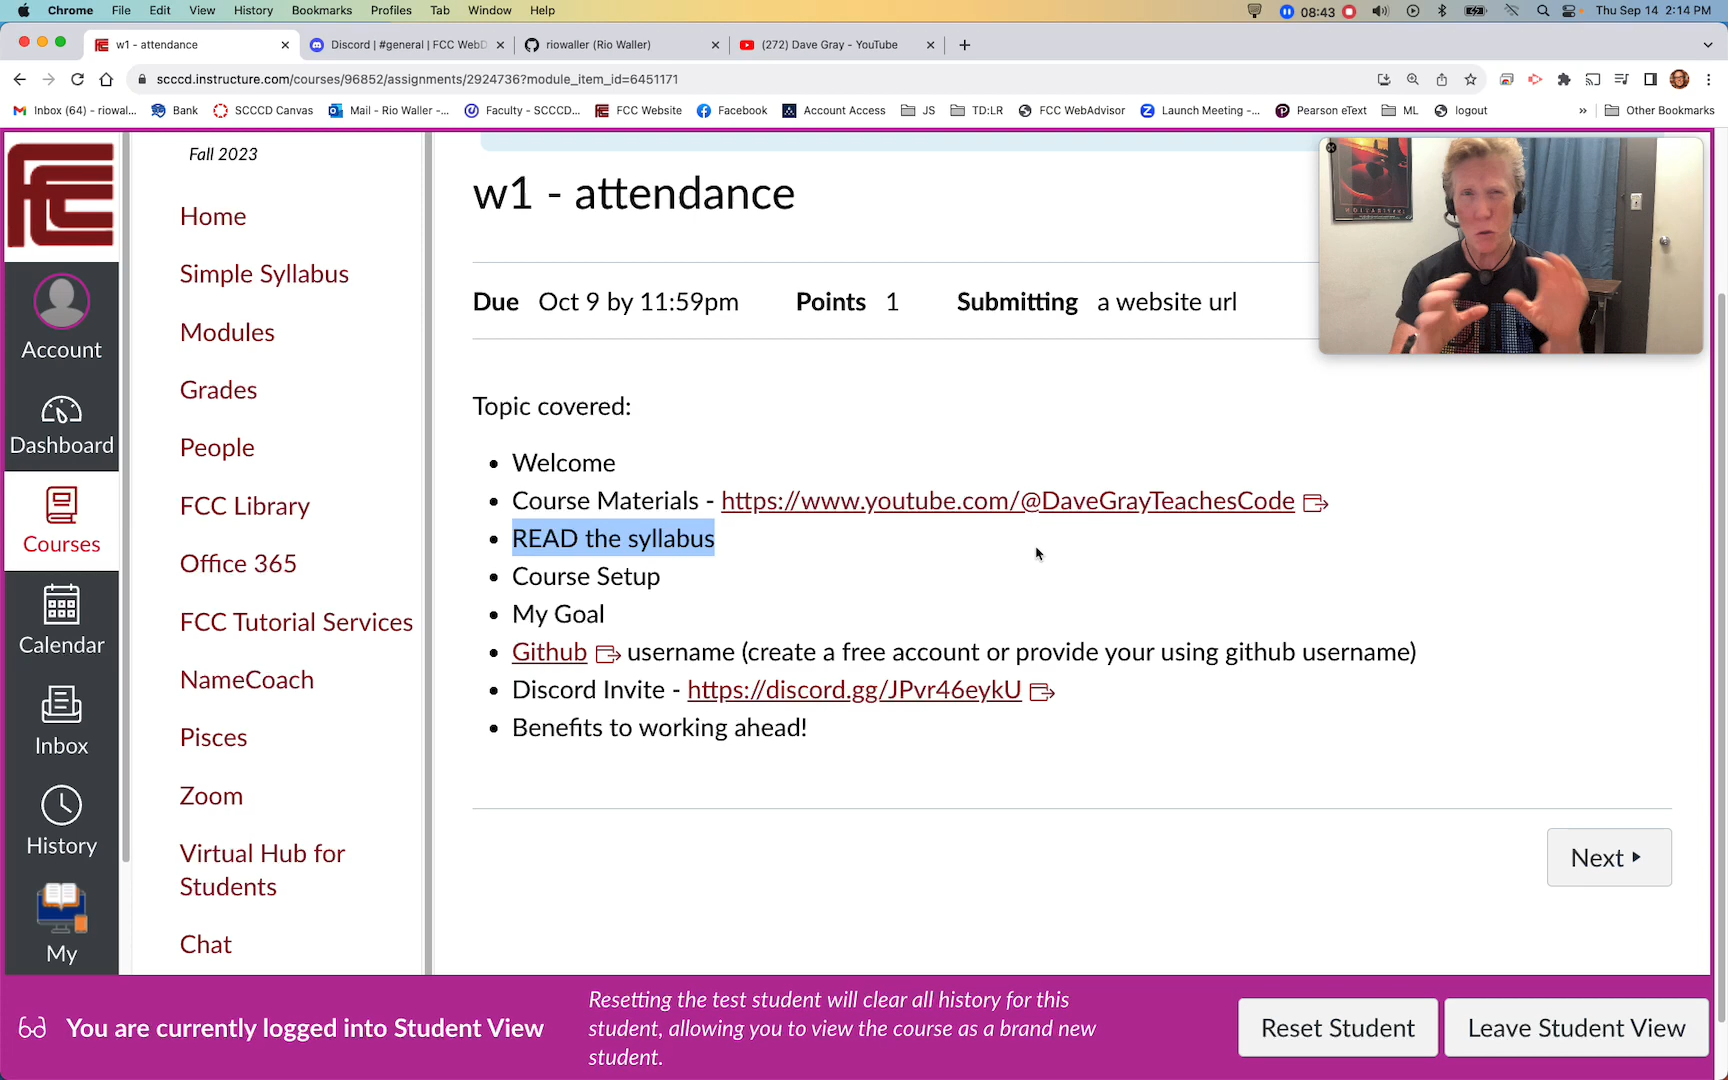 Chrome File Edit View History Bookmarks Profiles Tab Window Help 08:43 Thu Sep 14 2:14 PM
w1 - attendance Discord | #general | FCC WebD riowaller (Rio Waller) (272) Dave Gray - YouTube
scccd.instructure.com/courses/96852/assignments/2924736?module_item_id=6451171
Inbox (64) - riowal... Bank SCCCD Canvas Mail - Rio Waller -... Faculty - SCCCD... FCC Website Facebook Account Access JS TD:LR FCC WebAdvisor Launch Meeting -... Pearson eText ML logout » Other Bookmarks
FCC
Account
Dashboard
Courses
Calendar
Inbox
History
My
Fall 2023
Home
Simple Syllabus
Modules
Grades
People
FCC Library
Office 365
FCC Tutorial Services
NameCoach
Pisces
Zoom
Virtual Hub for
Students
Chat
w1 - attendance
Due Oct 9 by 11:59pm Points 1 Submitting a website url
Topic covered:
• Welcome
• Course Materials - https://www.youtube.com/@DaveGrayTeachesCode
• READ the syllabus
• Course Setup
• My Goal
• Github username (create a free account or provide your using github username)
• Discord Invite - https://discord.gg/JPvr46eykU
• Benefits to working ahead!
Next
You are currently logged into Student View
Resetting the test student will clear all history for this
student, allowing you to view the course as a brand new
student.
Reset Student
Leave Student View